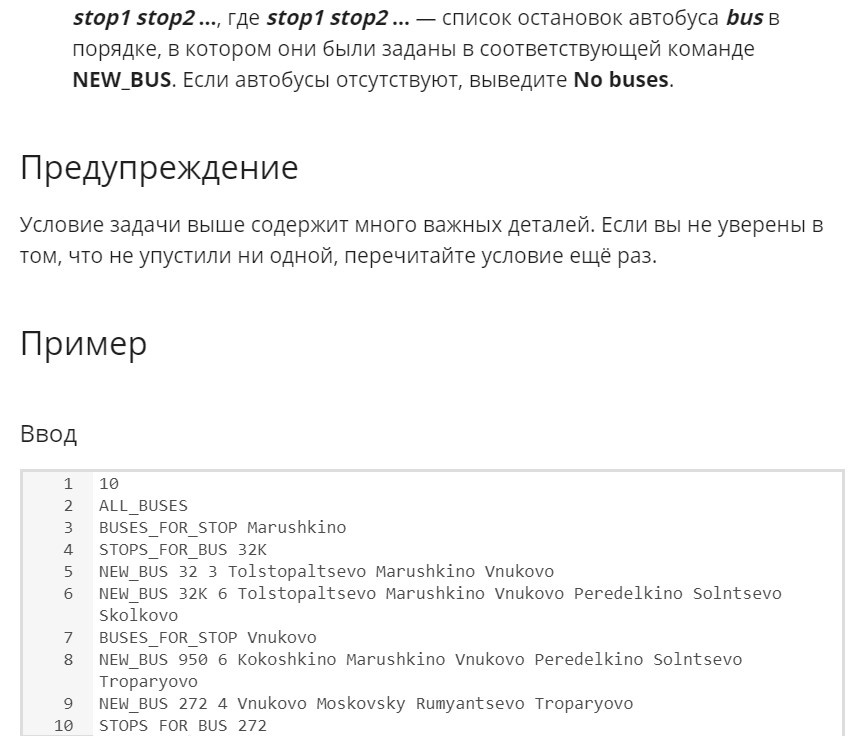 stop1 stop2 ..., где stop1 stop2 ... — список остановок автобуса bus в
порядке, в котором они были заданы в соответствующей команде
NEW_BUS. Если автобусы отсутствуют, выведите No buses.
Предупреждение
Условие задачи выше содержит много важных деталей. Если вы не уверены в
том, что не упустили ни одной, перечитайте условие ещё раз.
Пример
Ввод
1 10
2 ALL_BUSES
3 BUSES_FOR_STOP Marushkino
4 STOPS_FOR_BUS 32K
5 NEW_BUS 32 3 Tolstopaltsevo Marushkino Vnukovo
6 NEW_BUS 32K 6 Tolstopaltsevo Marushkino Vnukovo Peredelkino Solntsevo
Skolkovo
7 BUSES_FOR_STOP Vnukovo
8 NEW_BUS 950 6 Kokoshkino Marushkino Vnukovo Peredelkino Solntsevo
Troparyovo
9 NEW_BUS 272 4 Vnukovo Moskovsky Rumyantsevo Troparyovo
10 STOPS_FOR_BUS 272